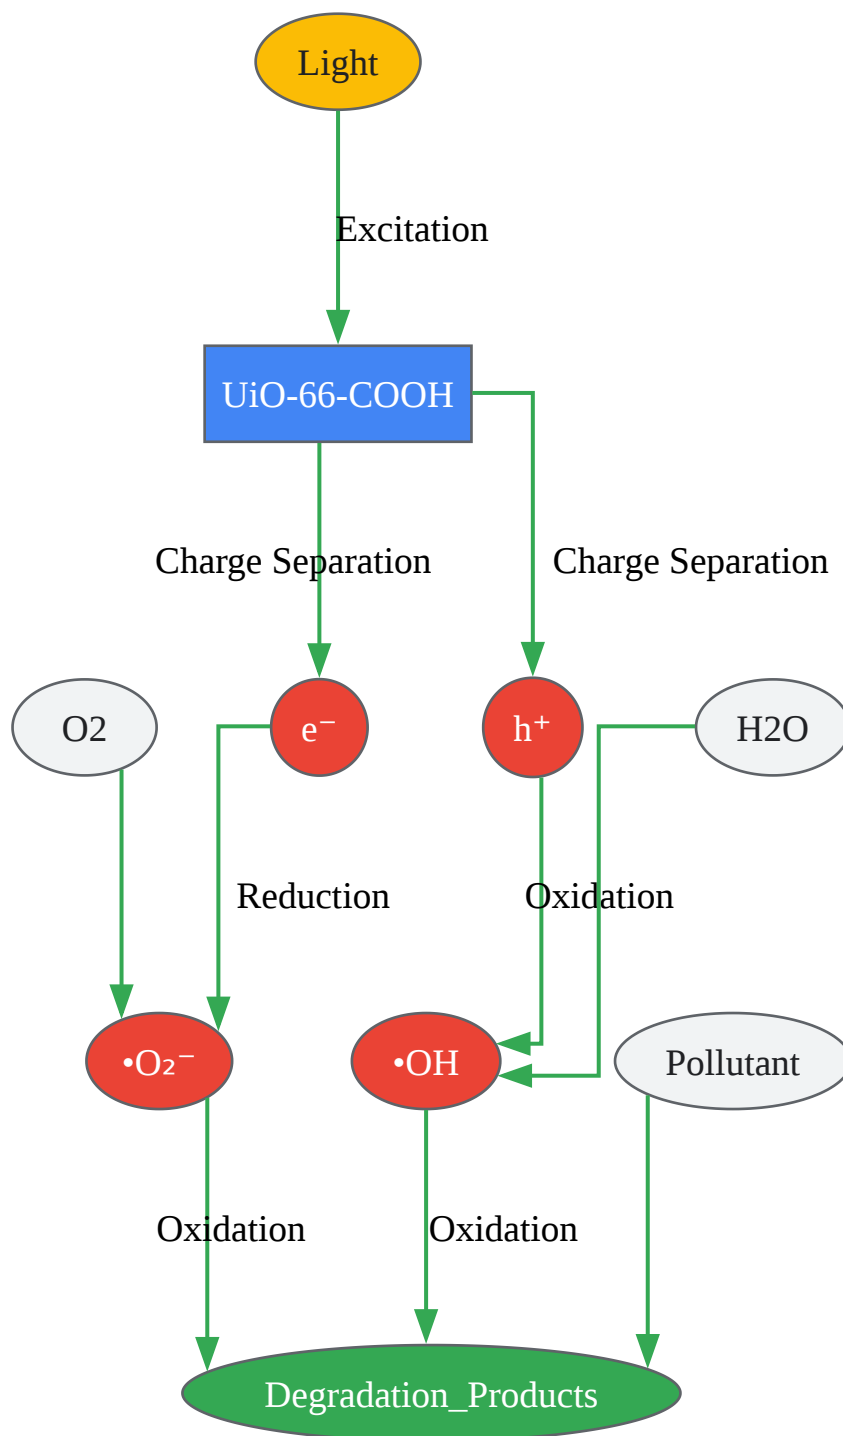 Light
Excitation
UiO-66-COOH
Charge Separation
Charge Separation
O2
e⁻
h⁺
H2O
Reduction
Oxidation
•O₂⁻
•OH
Pollutant
Oxidation
Oxidation
Degradation_Products